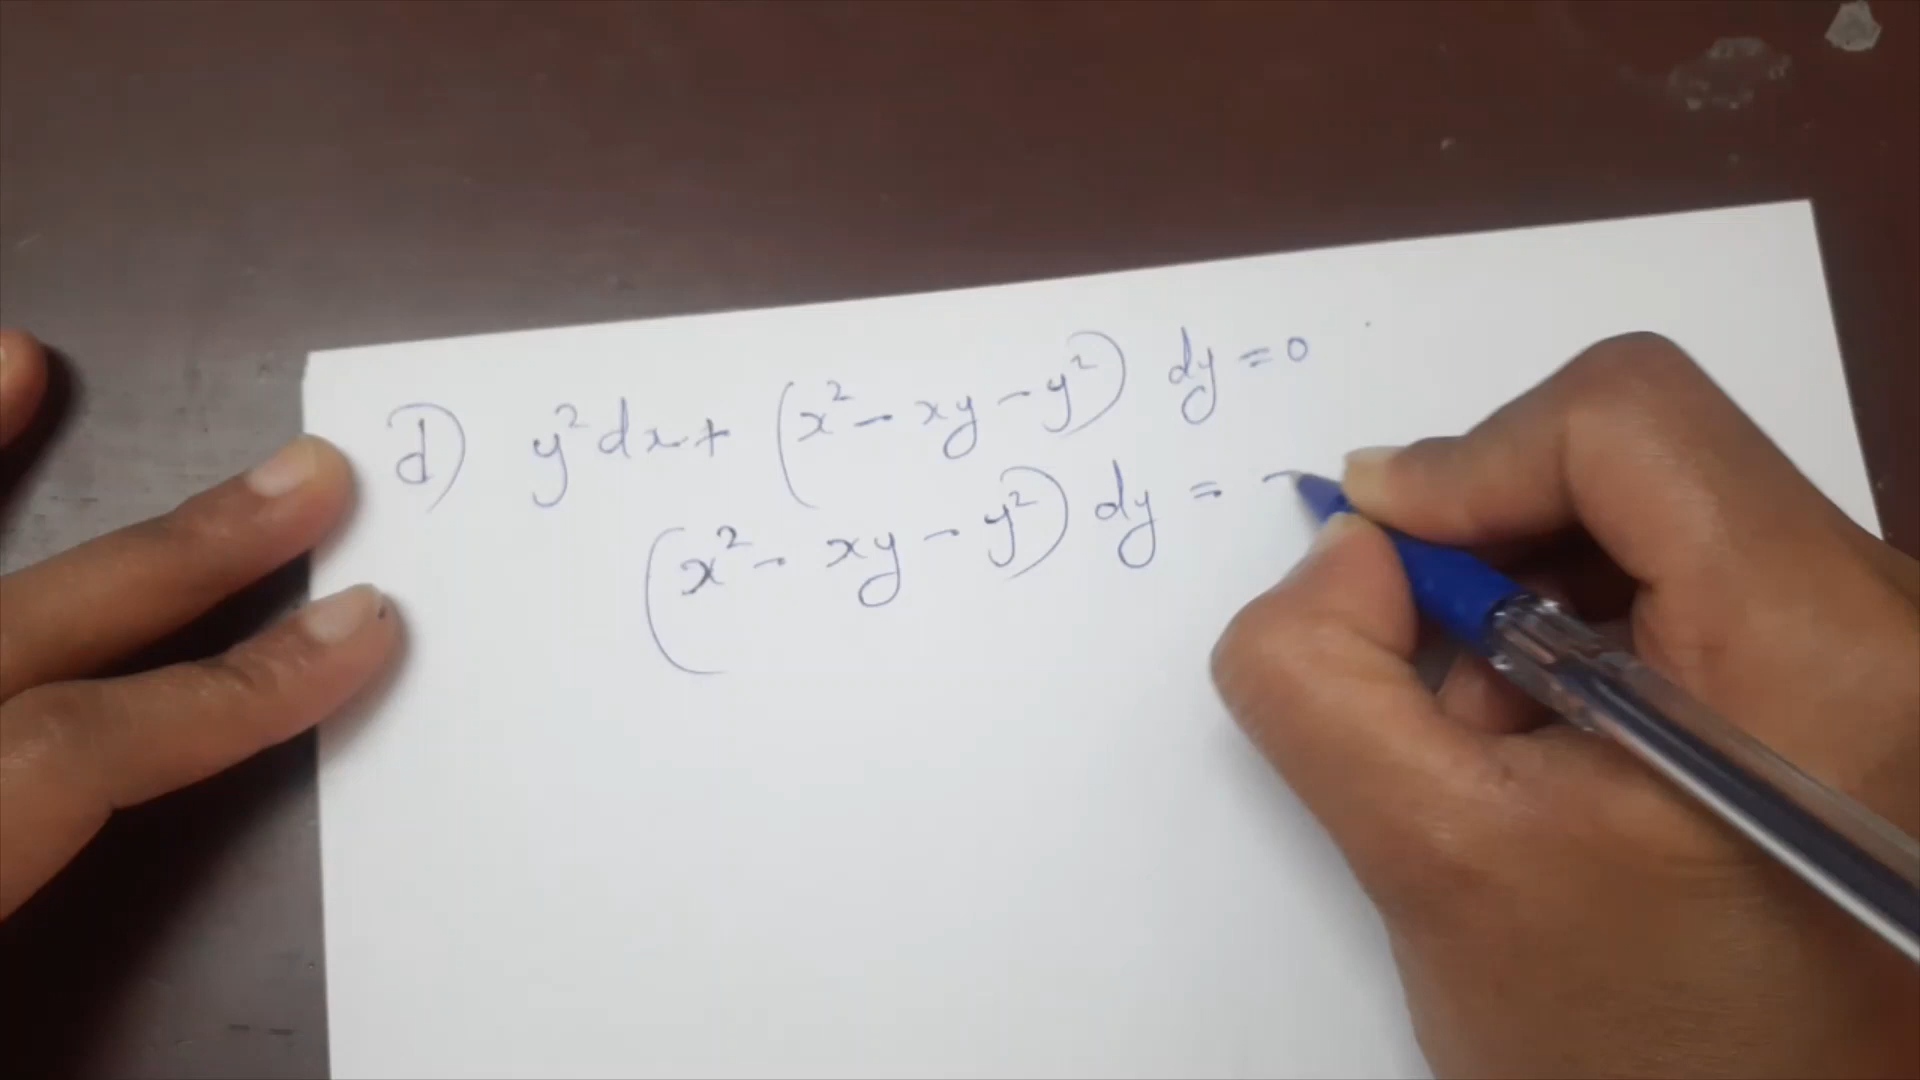 d) y²dx + (x² - xy - y²) dy = 0
(x² - xy - y²) dy = -